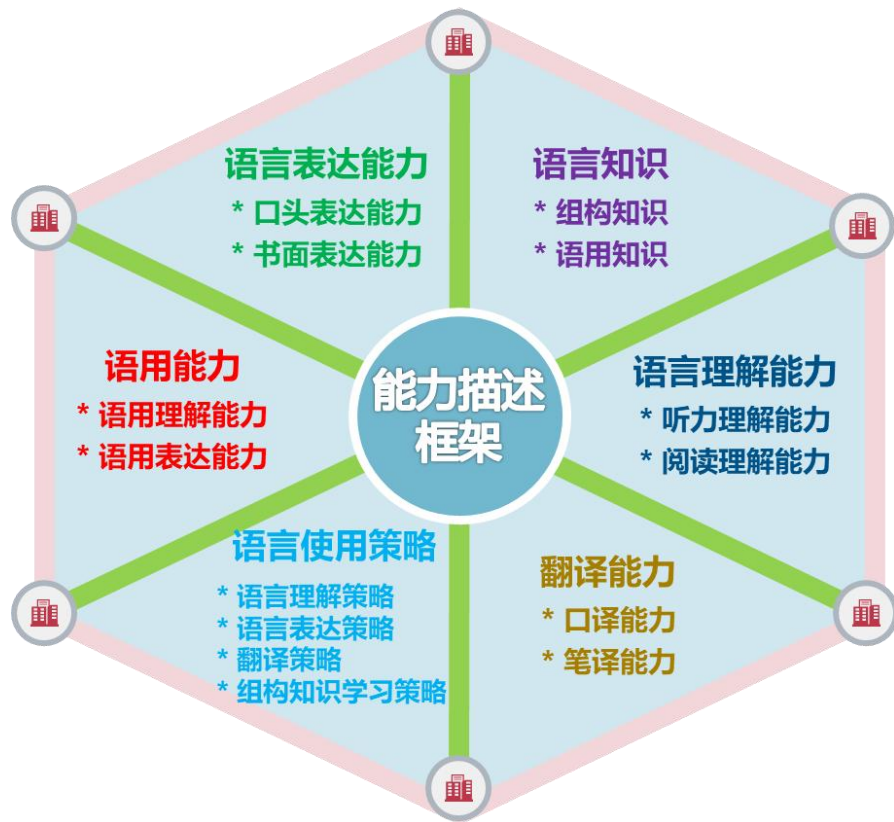 语言表达能力
* 口头表达能力
* 书面表达能力
语言知识
* 组构知识
* 语用知识
语用能力
* 语用理解能力
* 语用表达能力
能力描述
框架
语言理解能力
* 听力理解能力
* 阅读理解能力
语言使用策略
* 语言理解策略
* 语言表达策略
* 翻译策略
* 组构知识学习策略
翻译能力
* 口译能力
* 笔译能力